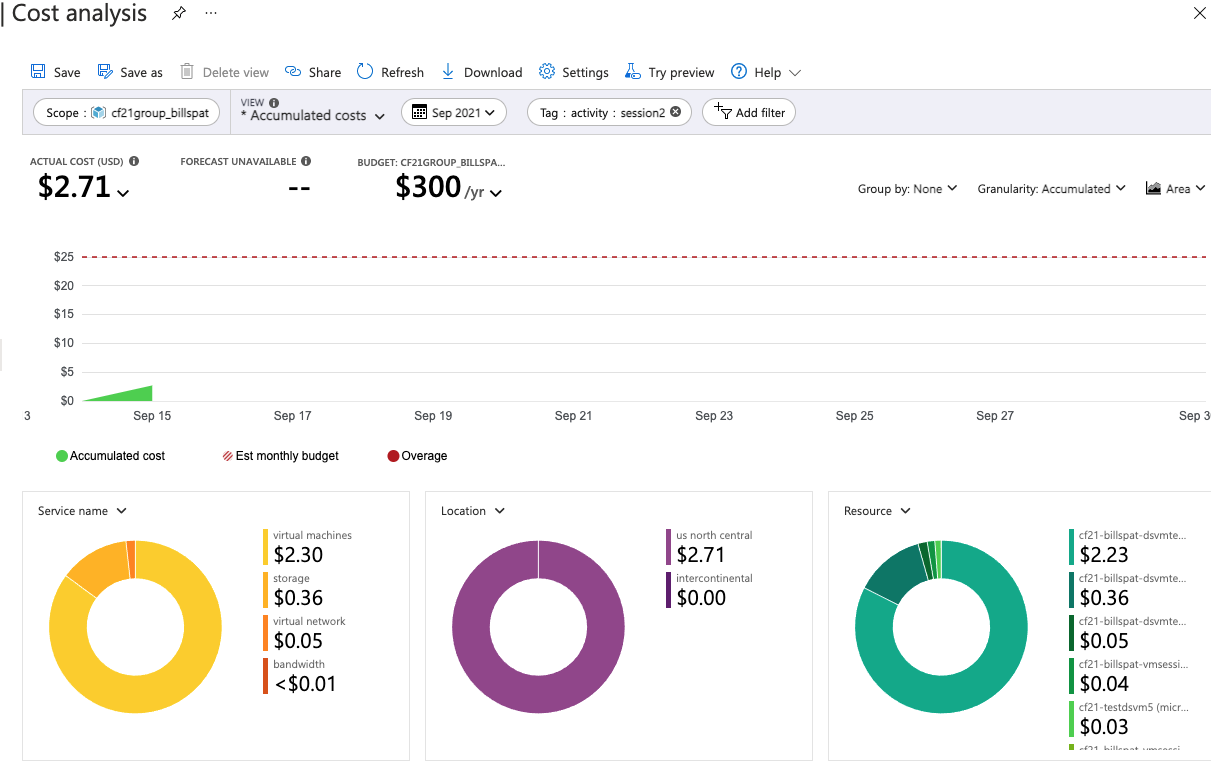 | Cost analysis ...
Save Save as Delete view Share Refresh Download Settings Try preview Help
Scope : cf21group_billspat VIEW * Accumulated costs Sep 2021 Tag : activity : session2 Add filter
ACTUAL COST (USD) FORECAST UNAVAILABLE BUDGET: CF21GROUP_BILLSPA...
$2.71 -- $300 /yr
Group by: None Granularity: Accumulated Area
$25
$20
$15
$10
$5
$0
3 Sep 15 Sep 17 Sep 19 Sep 21 Sep 23 Sep 25 Sep 27 Sep 30
Accumulated cost Est monthly budget Overage
Service name
virtual machines
$2.30
storage
$0.36
virtual network
$0.05
bandwidth
<$0.01
Location
us north central
$2.71
intercontinental
$0.00
Resource
cf21-billspat-dsvmte...
$2.23
cf21-billspat-dsvmte...
$0.36
cf21-billspat-dsvmte...
$0.05
cf21-billspat-vmsessi...
$0.04
cf21-testdsvm5 (micr...
$0.03